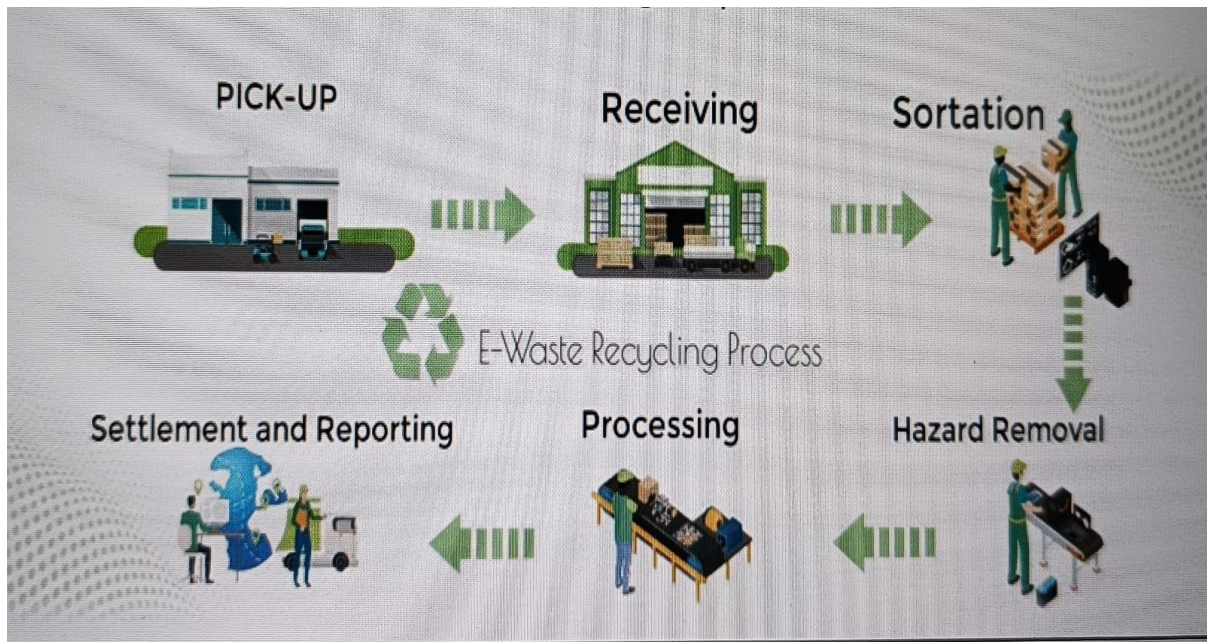 PICK-UP
Receiving
Sortation
E-Waste Recycling Process
Settlement and Reporting
Processing
Hazard Removal